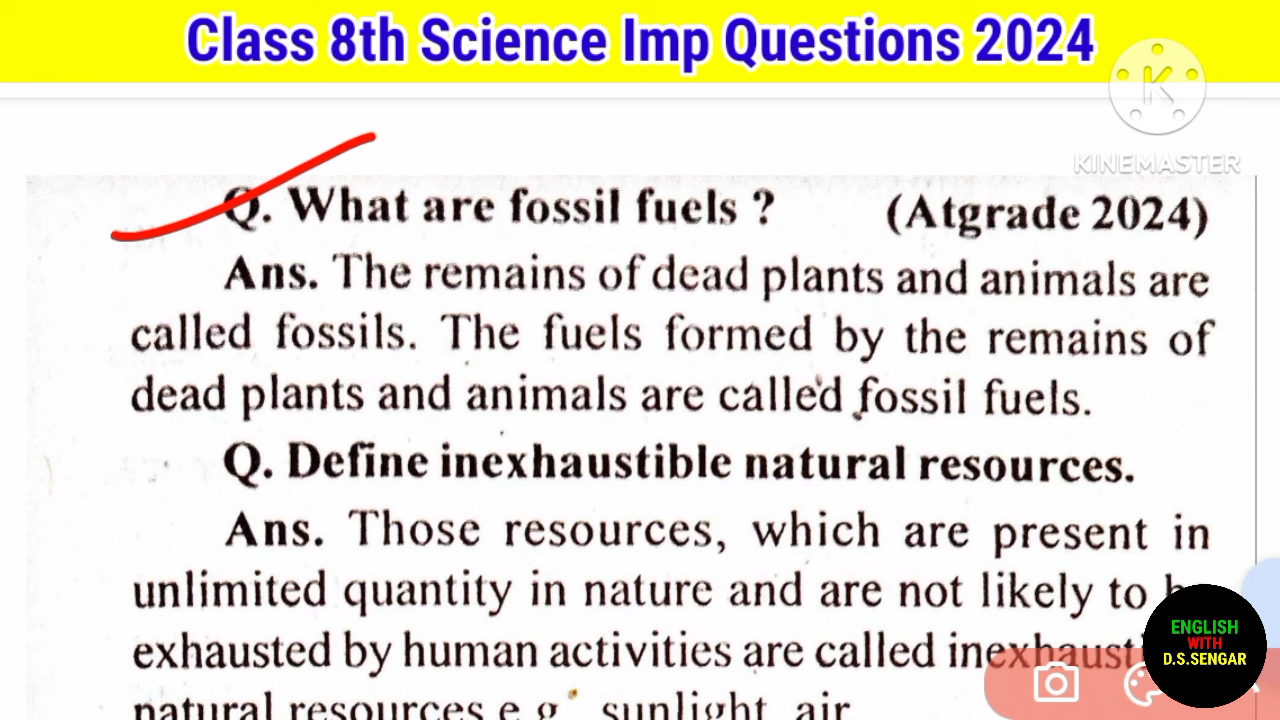 Class 8th Science Imp Questions 2024
KINEMASTER
Q. What are fossil fuels ? (Atgrade 2024)
Ans. The remains of dead plants and animals are
called fossils. The fuels formed by the remains of
dead plants and animals are called fossil fuels.
Q. Define inexhaustible natural resources.
Ans. Those resources, which are present in
unlimited quantity in nature and are not likely to
exhausted by human activities are called
natural resources e.g. sunlight, air
ENGLISH
WITH
D.S.SENGAR